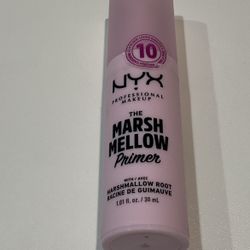 10
NYX
PROFESSIONAL
MAKEUP
THE
MARSH
MELLOW
Primer
WITH / AVEC
MARSHMALLOW ROOT
RACINE DE GUIMAUVE
1.01 fl. oz / 30 mL